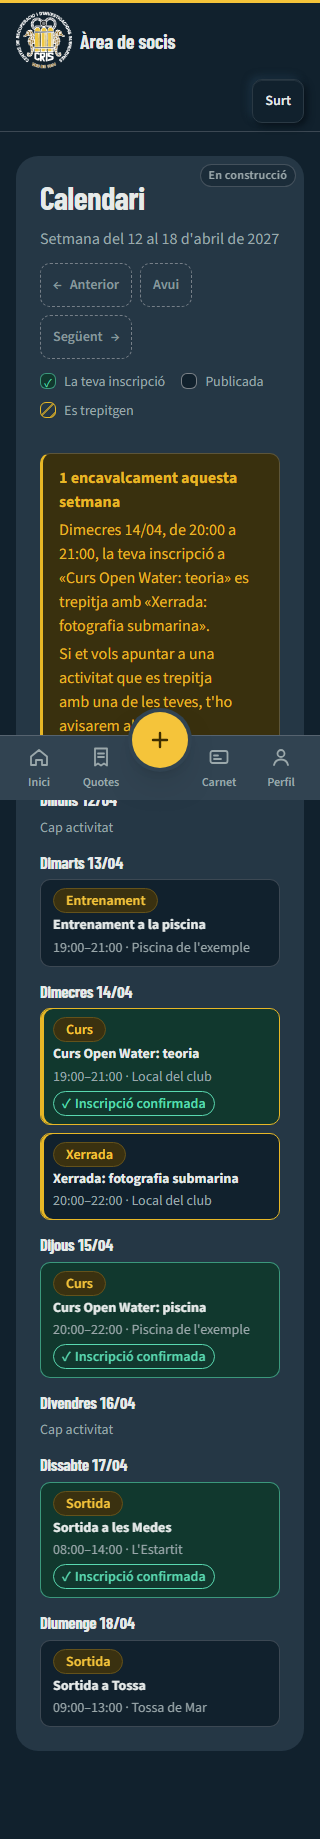 CRIS
Àrea de socis
Surt
En construcció
Calendari
Setmana del 12 al 18 d'abril de 2027
← Anterior
Avui
Següent →
La teva inscripció
Publicada
Es trepitgen
1 encavalcament aquesta
setmana
Dimecres 14/04, de 20:00 a
21:00, la teva inscripció a
«Curs Open Water: teoria» es
trepitja amb «Xerrada:
fotografia submarina».
Si et vols apuntar a una
activitat que es trepitja
amb una de les teves, t'ho
avisarem
Inici
Quotes
+
Carnet
Perfil
Dilluns 12/04
Cap activitat
Dimarts 13/04
Entrenament
Entrenament a la piscina
19:00–21:00 · Piscina de l'exemple
Dimecres 14/04
Curs
Curs Open Water: teoria
19:00–21:00 · Local del club
✓ Inscripció confirmada
Xerrada
Xerrada: fotografia submarina
20:00–22:00 · Local del club
Dijous 15/04
Curs
Curs Open Water: piscina
20:00–22:00 · Piscina de l'exemple
✓ Inscripció confirmada
Divendres 16/04
Cap activitat
Dissabte 17/04
Sortida
Sortida a les Medes
08:00–14:00 · L'Estartit
✓ Inscripció confirmada
Diumenge 18/04
Sortida
Sortida a Tossa
09:00–13:00 · Tossa de Mar